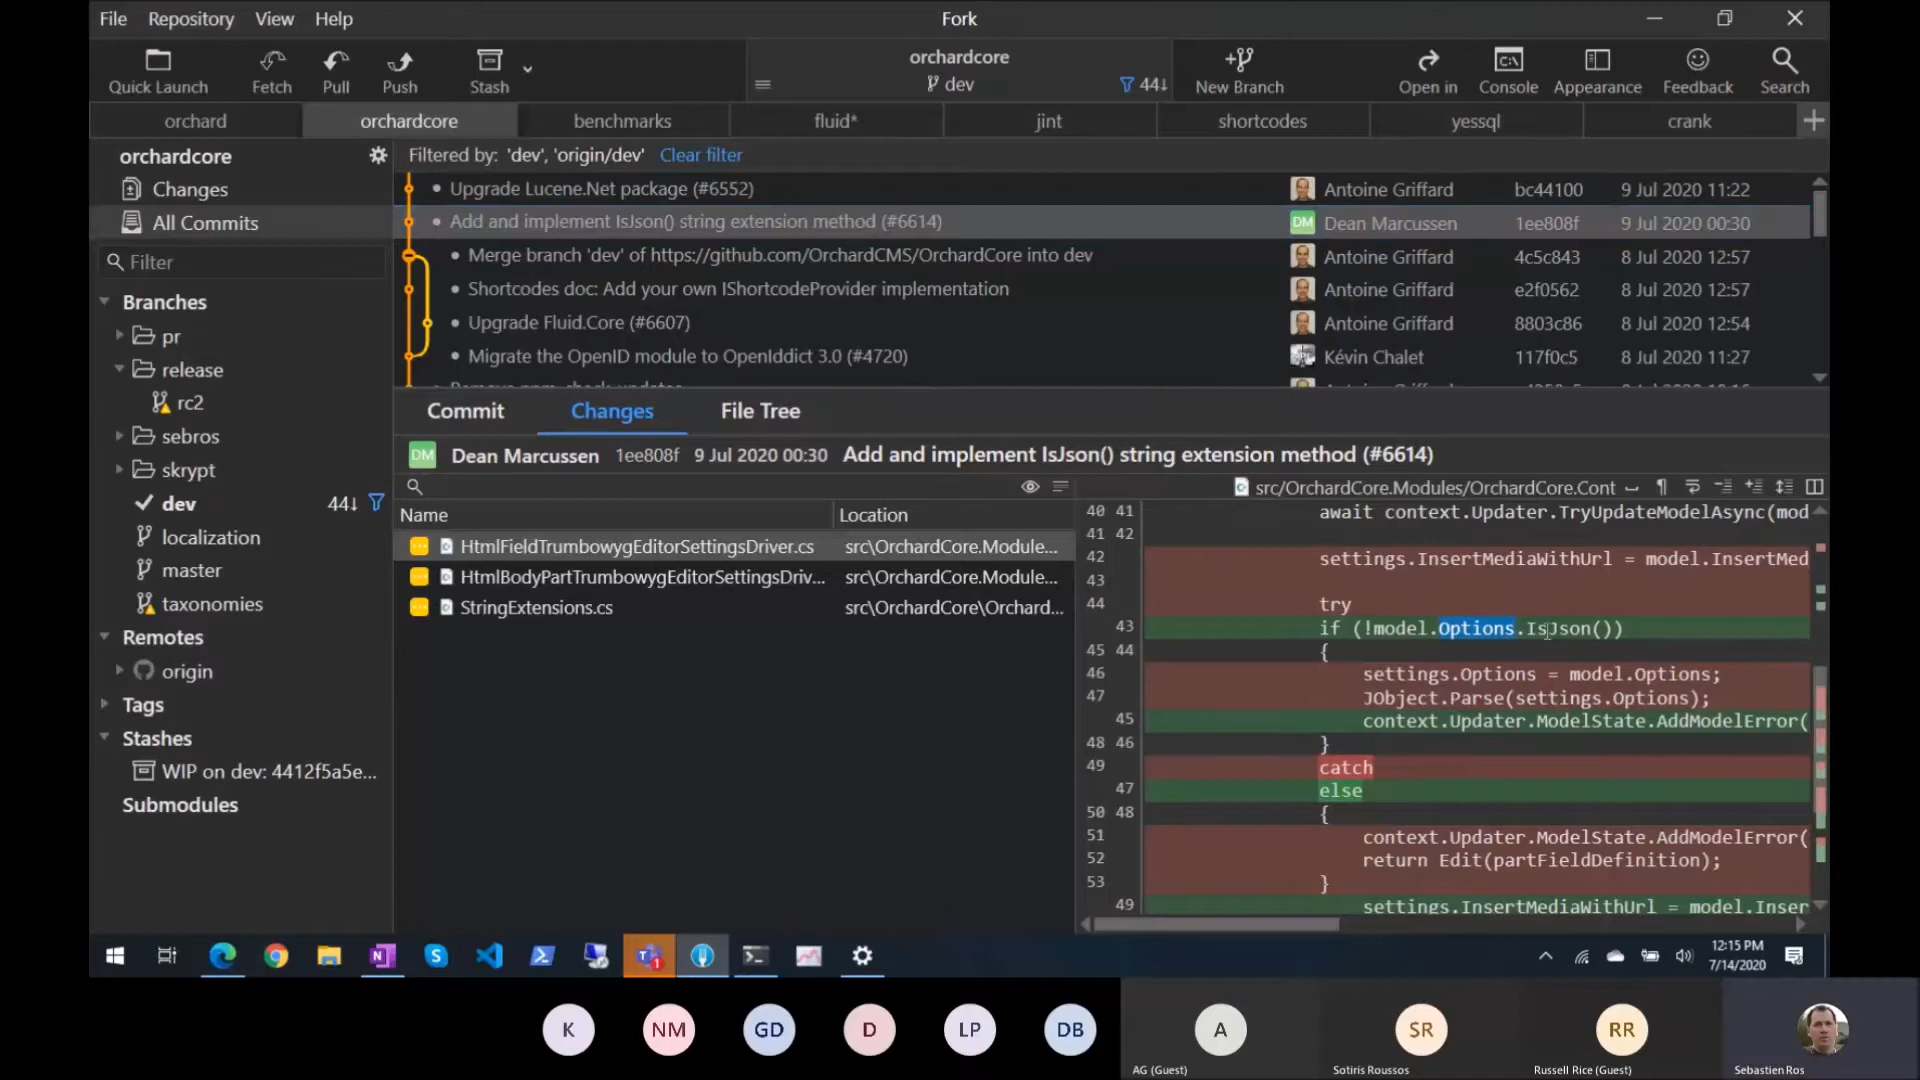 File Repository View Help
Fork
Quick Launch
Fetch
Pull
Push
Stash
orchardcore
dev
44↓
New Branch
Open in
Console
Appearance
Feedback
Search
orchard
orchardcore
benchmarks
fluid*
jint
shortcodes
yessql
crank
orchardcore
Changes
All Commits
Filter
Branches
pr
release
rc2
sebros
skrypt
dev 44↓
localization
master
taxonomies
Remotes
origin
Tags
Stashes
WIP on dev: 4412f5a5e...
Submodules
Filtered by: 'dev', 'origin/dev' Clear filter
Upgrade Lucene.Net package (#6552) Antoine Griffard bc44100 9 Jul 2020 11:22
Add and implement IsJson() string extension method (#6614) DM Dean Marcussen 1ee808f 9 Jul 2020 00:30
Merge branch 'dev' of https://github.com/OrchardCMS/OrchardCore into dev Antoine Griffard 4c5c843 8 Jul 2020 12:57
Shortcodes doc: Add your own IShortcodeProvider implementation Antoine Griffard e2f0562 8 Jul 2020 12:57
Upgrade Fluid.Core (#6607) Antoine Griffard 8803c86 8 Jul 2020 12:54
Migrate the OpenID module to OpenIddict 3.0 (#4720) Kévin Chalet 117f0c5 8 Jul 2020 11:27
Commit
Changes
File Tree
DM Dean Marcussen 1ee808f 9 Jul 2020 00:30 Add and implement IsJson() string extension method (#6614)
src/OrchardCore.Modules/OrchardCore.Cont
Name Location
HtmlFieldTrumbowygEditorSettingsDriver.cs src\OrchardCore.Module...
HtmlBodyPartTrumbowygEditorSettingsDriv... src\OrchardCore.Module...
StringExtensions.cs src\OrchardCore\Orchard...
40 41 await context.Updater.TryUpdateModelAsync(mod
41 42
42 settings.InsertMediaWithUrl = model.InsertMed
43
44 try
43 if (!model.Options.IsJson())
45 44 {
46 settings.Options = model.Options;
47 JObject.Parse(settings.Options);
45 context.Updater.ModelState.AddModelError(
48 46 }
49 catch
47 else
50 48 {
51 context.Updater.ModelState.AddModelError(
52 return Edit(partFieldDefinition);
53 }
49 settings.InsertMediaWithUrl = model.Inser
12:15 PM
7/14/2020
K
NM
GD
D
LP
DB
A
SR
RR
AG (Guest)
Sotiris Roussos
Russell Rice (Guest)
Sebastien Ros